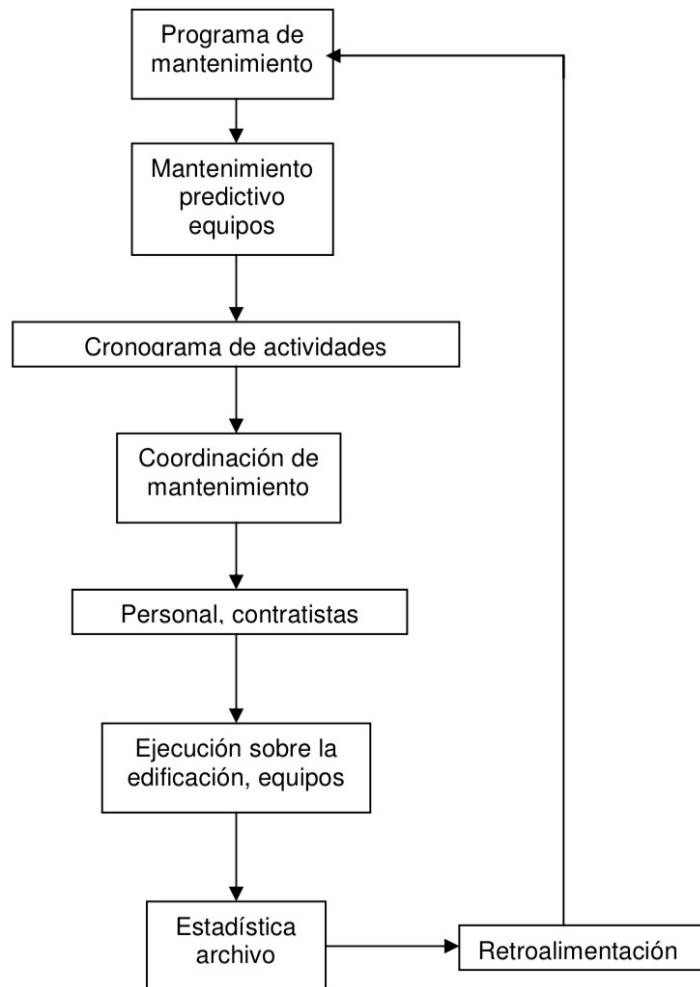 Programa de
mantenimiento
Mantenimiento
predictivo
equipos
Cronograma de actividades
Coordinación de
mantenimiento
Personal, contratistas
Ejecución sobre la
edificación, equipos
Estadística
archivo
Retroalimentación